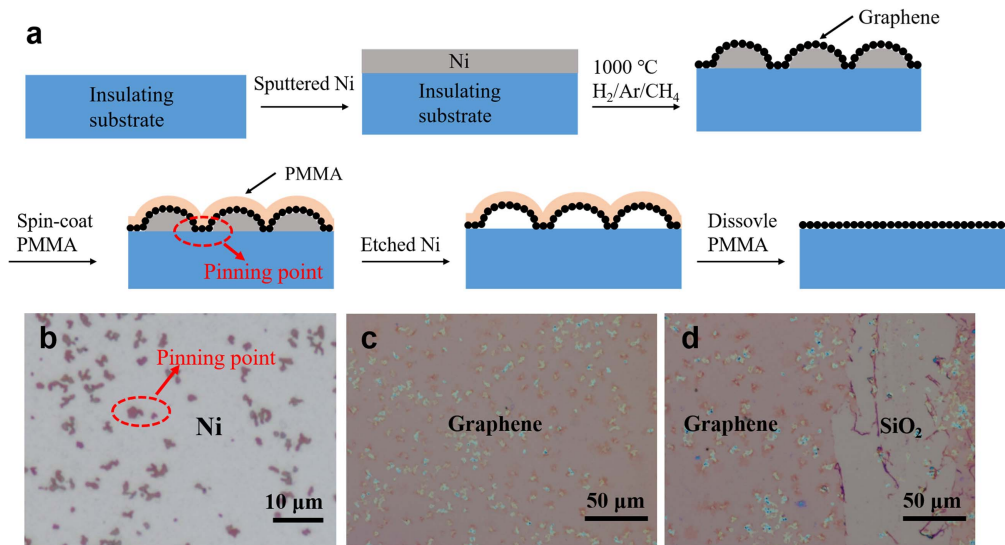 a
Graphene
Ni
Insulating
substrate
Sputtered Ni
Insulating
substrate
1000 ℃
H₂/Ar/CH₄
PMMA
Spin-coat
PMMA
Pinning point
Etched Ni
Dissovle
PMMA
b
Pinning point
Ni
10 μm
c
Graphene
50 μm
d
Graphene
SiO₂
50 μm